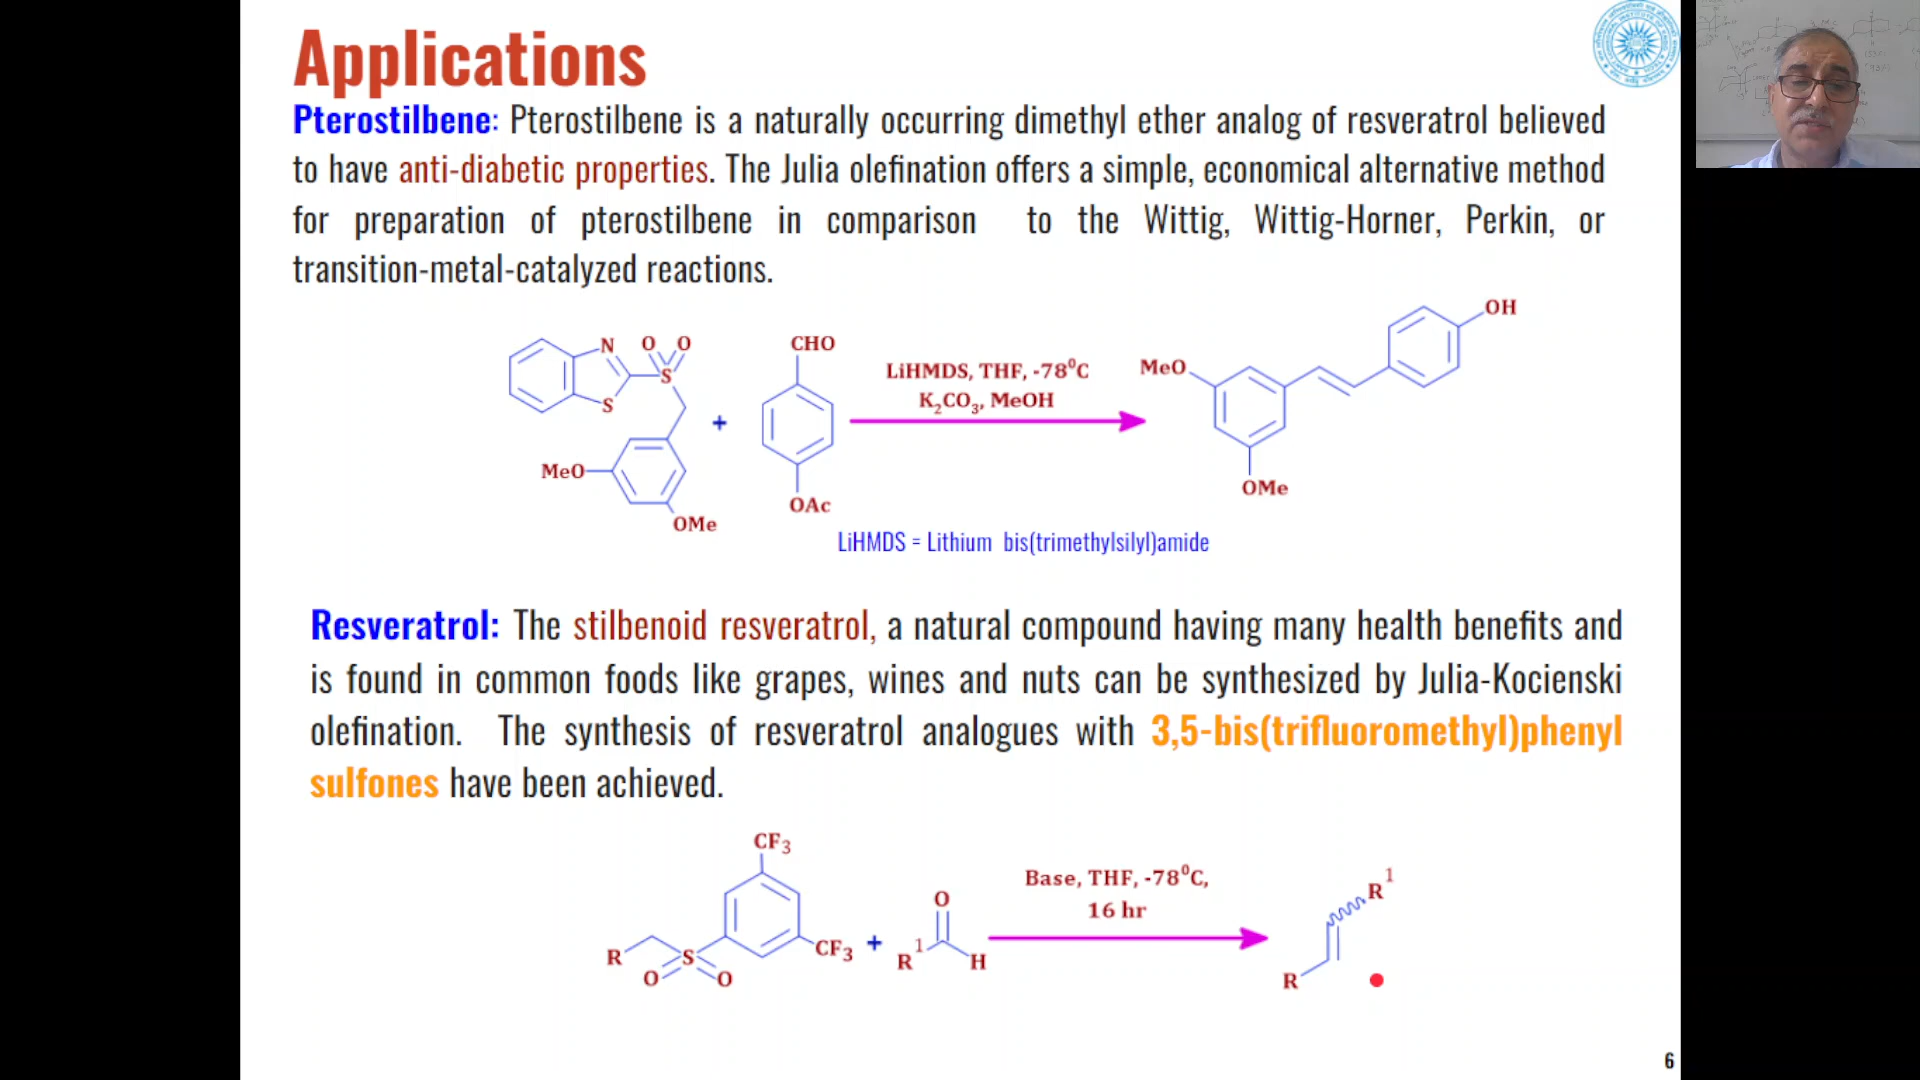 Applications
Pterostilbene: Pterostilbene is a naturally occurring dimethyl ether analog of resveratrol believed
to have anti-diabetic properties. The Julia olefination offers a simple, economical alternative method
for preparation of pterostilbene in comparison to the Wittig, Wittig-Horner, Perkin, or
transition-metal-catalyzed reactions.
N O O
S
S
MeO
OMe
+
CHO
OAc
LiHMDS, THF, -78⁰C
K₂CO₃, MeOH
MeO
OMe
OH
LiHMDS = Lithium bis(trimethylsilyl)amide
Resveratrol: The stilbenoid resveratrol, a natural compound having many health benefits and
is found in common foods like grapes, wines and nuts can be synthesized by Julia-Kocienski
olefination. The synthesis of resveratrol analogues with 3,5-bis(trifluoromethyl)phenyl
sulfones have been achieved.
CF₃
CF₃
R
S
O O
+
O
R¹ H
Base, THF, -78⁰C,
16 hr
R¹
R
6